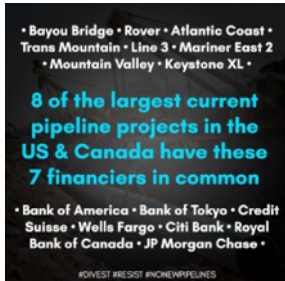 • Bayou Bridge • Rover • Atlantic Coast •
Trans Mountain • Line 3 • Mariner East 2
• Mountain Valley • Keystone XL •
8 of the largest current
pipeline projects in the
US & Canada have these
7 financiers in common
• Bank of America • Bank of Tokyo • Credit
Suisse • Wells Fargo • Citi Bank • Royal
Bank of Canada • JP Morgan Chase •
#DIVEST #RESIST #NONEWPIPELINES